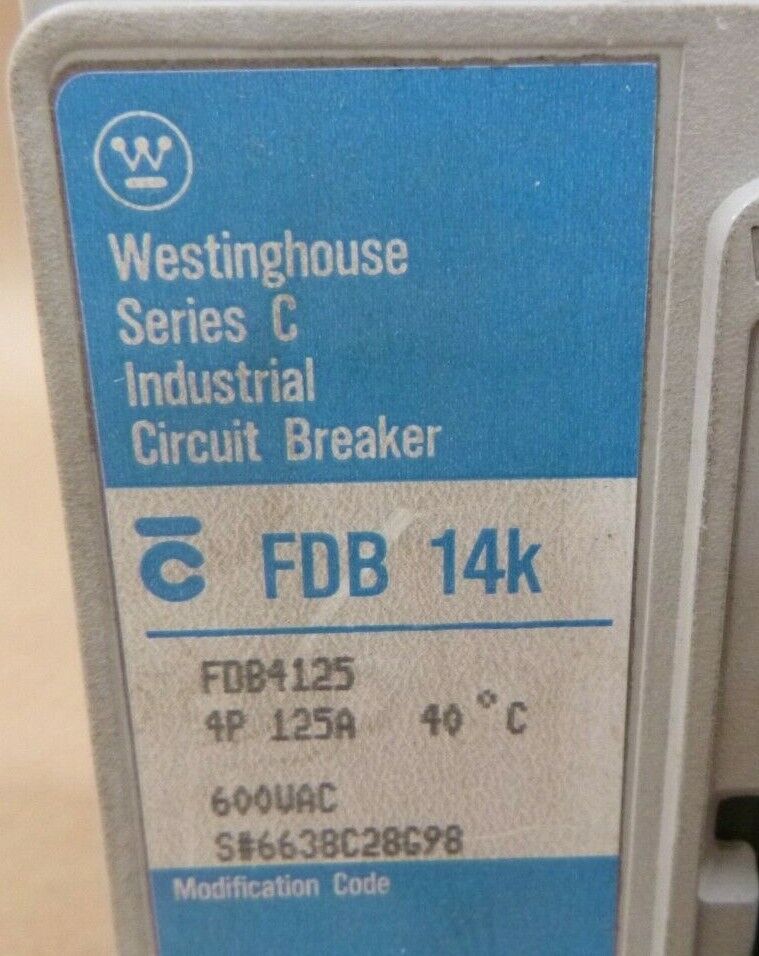 W
Westinghouse
Series C
Industrial
Circuit Breaker
C FDB 14k
FDB4125
4P 125A 40°C
600VAC
S#6638C28G98
Modification Code